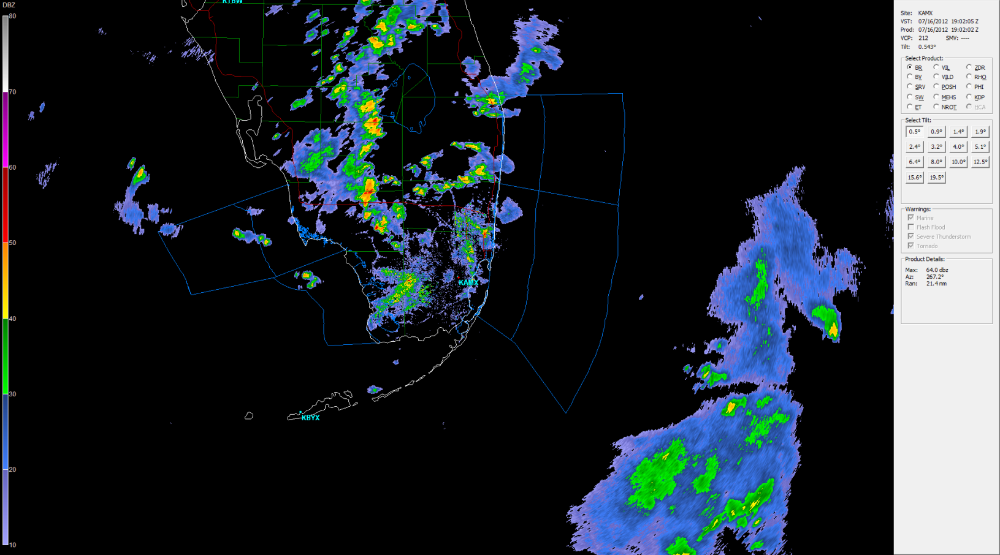 DBZ
80
70
60
50
40
30
20
10
KTBW
KAMX
KBYX
Site: KAMX
VST: 07/16/2012 19:02:05 Z
Prod: 07/16/2012 19:02:02 Z
VCP: 212 SMV: ----
Tilt: 0.543°
Select Product:
BR VIL ZDR
BV VILD RHO
SRV POSH PHI
SW MEHS KDP
ET NROT HCA
Select Tilt:
0.5° 0.9° 1.4° 1.9°
2.4° 3.2° 4.0° 5.1°
6.4° 8.0° 10.0° 12.5°
15.6° 19.5°
Warnings:
Marine
Flash Flood
Severe Thunderstorm
Tornado
Product Details:
Max: 64.0 dbz
Az: 267.2°
Ran: 21.4 nm